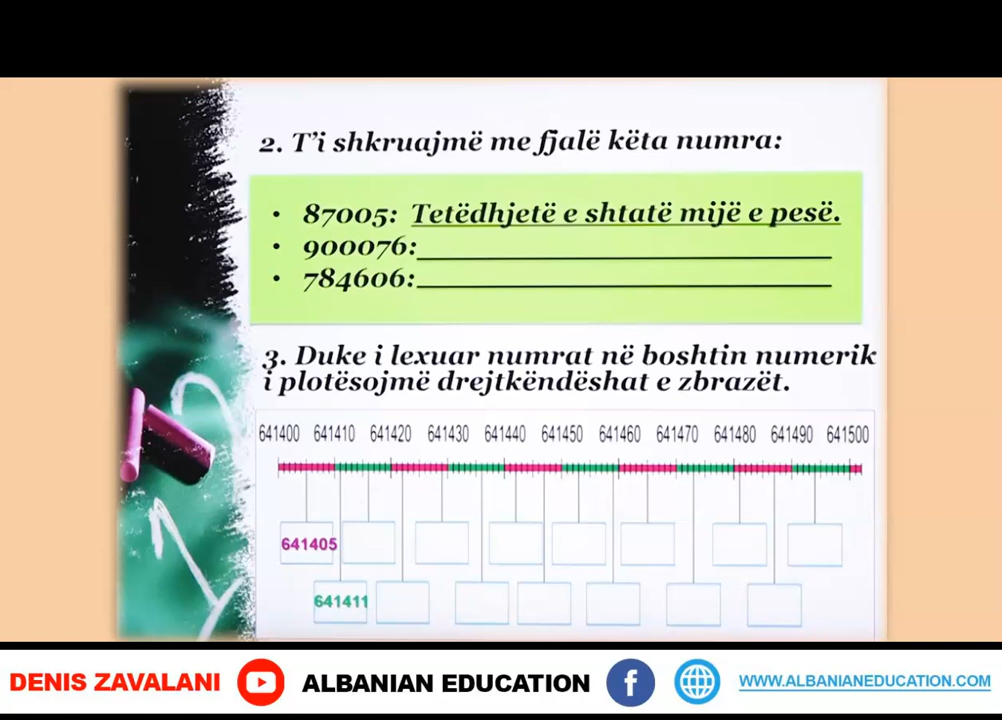 2. T'i shkruajmë me fjalë këta numra:
• 87005: Tetëdhjetë e shtatë mijë e pesë.
• 900076:
• 784606:
3. Duke i lexuar numrat në boshtin numerik
i plotësojmë drejtkëndëshat e zbrazët.
641400 641410 641420 641430 641440 641450 641460 641470 641480 641490 641500
641405
641411
DENIS ZAVALANI ALBANIAN EDUCATION f WWW.ALBANIANEDUCATION.COM